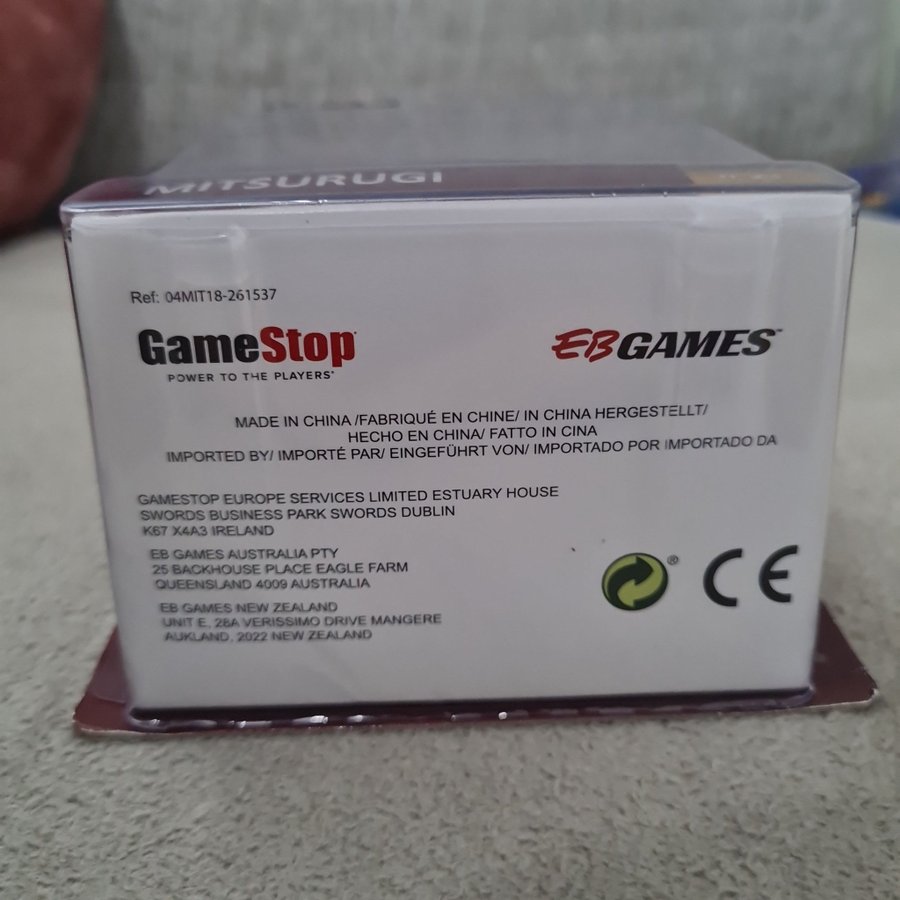 MITSURUGI
Ref: 04MIT18-261537
GameStop
POWER TO THE PLAYERS®
EBGAMES™
MADE IN CHINA /FABRIQUÉ EN CHINE/ IN CHINA HERGESTELLT/
HECHO EN CHINA/ FATTO IN CINA
IMPORTED BY/ IMPORTÉ PAR/ EINGEFÜHRT VON/ IMPORTADO POR IMPORTADO DA
GAMESTOP EUROPE SERVICES LIMITED ESTUARY HOUSE
SWORDS BUSINESS PARK SWORDS DUBLIN
K67 X4A3 IRELAND
EB GAMES AUSTRALIA PTY
25 BACKHOUSE PLACE EAGLE FARM
QUEENSLAND 4009 AUSTRALIA
EB GAMES NEW ZEALAND
UNIT E, 28A VERISSIMO DRIVE MANGERE
AUKLAND, 2022 NEW ZEALAND
®
CE